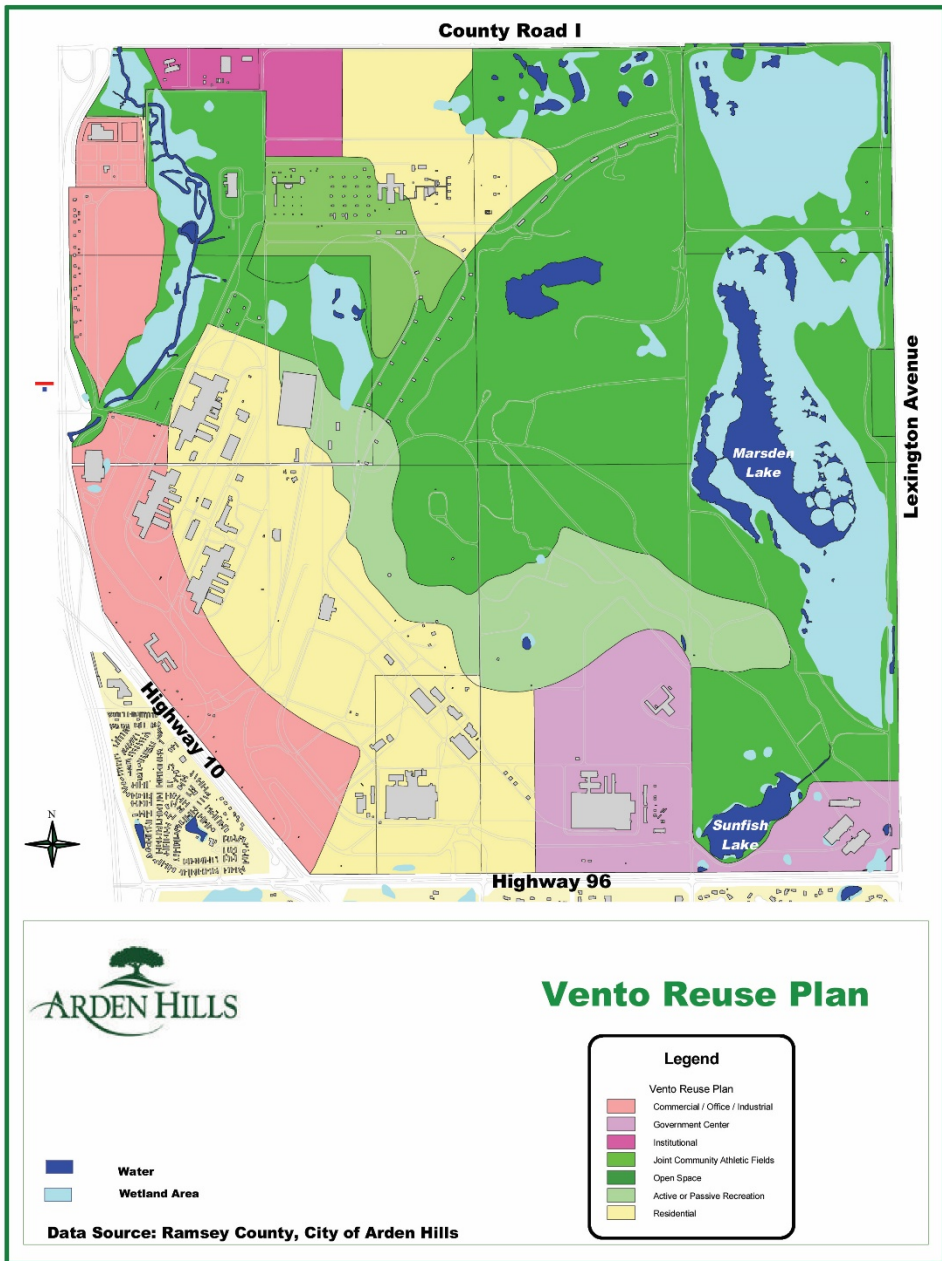 County Road I
Lexington Avenue
Marsden
Lake
Highway 10
Sunfish
Lake
N
Highway 96
ARDEN HILLS
Vento Reuse Plan
Legend
Vento Reuse Plan
Commercial / Office / Industrial
Government Center
Institutional
Joint Community Athletic Fields
Open Space
Active or Passive Recreation
Residential
Water
Wetland Area
Data Source: Ramsey County, City of Arden Hills